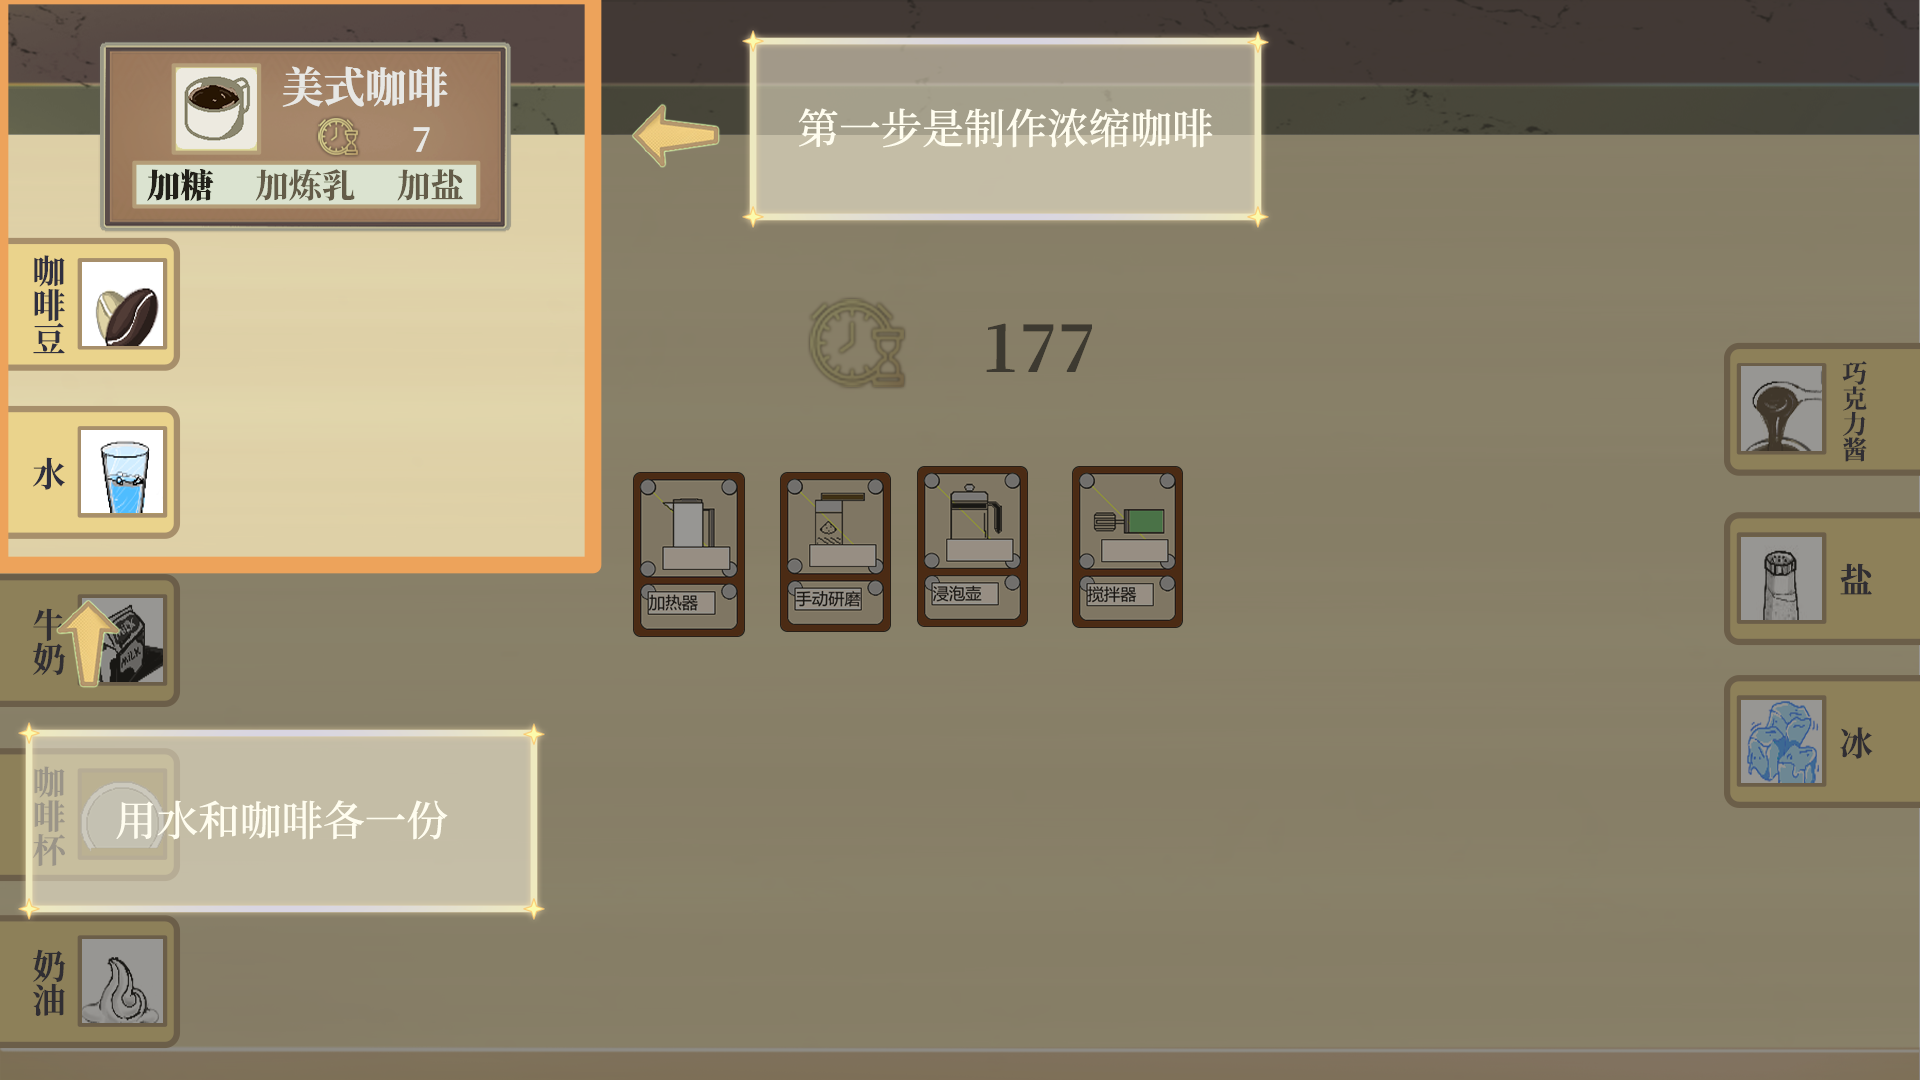 美式咖啡
7
加糖 加炼乳 加盐
第一步是制作浓缩咖啡
咖啡豆
水
177
加热器
手动研磨
浸泡壶
搅拌器
牛奶
MILK
MILK
咖啡杯
用水和咖啡各一份
奶油
巧克力酱
盐
冰